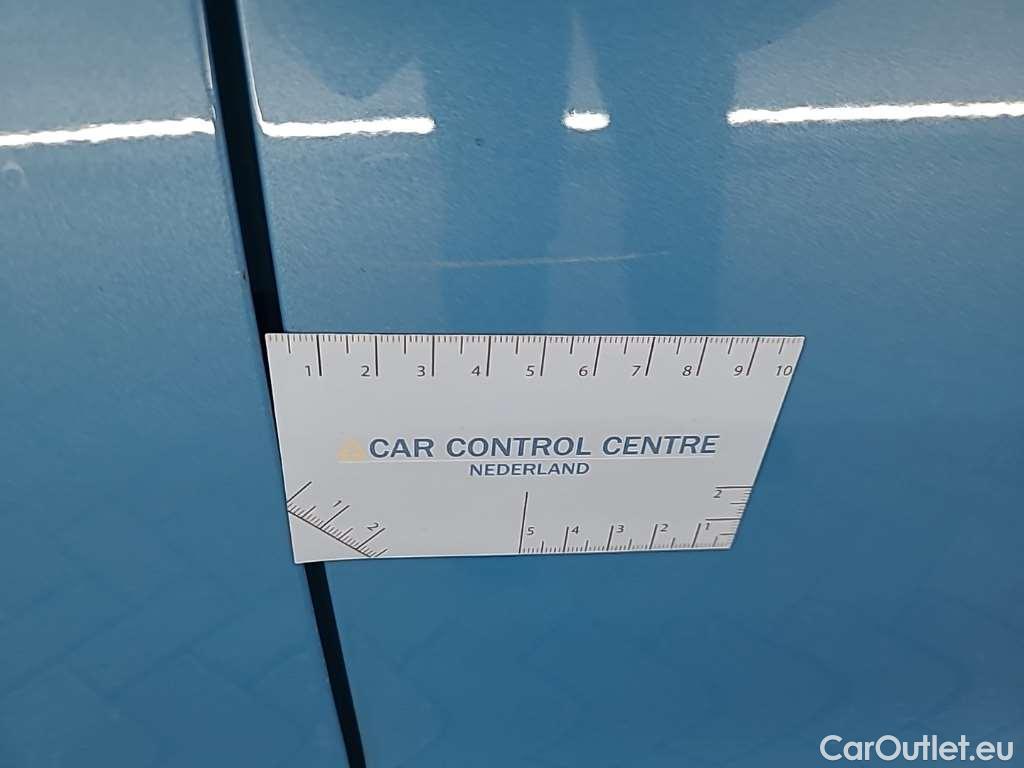 1 2 3 4 5 6 7 8 9 10
CAR CONTROL CENTRE
NEDERLAND
1 2
5 4 3 2 1
2
CarOutlet.eu